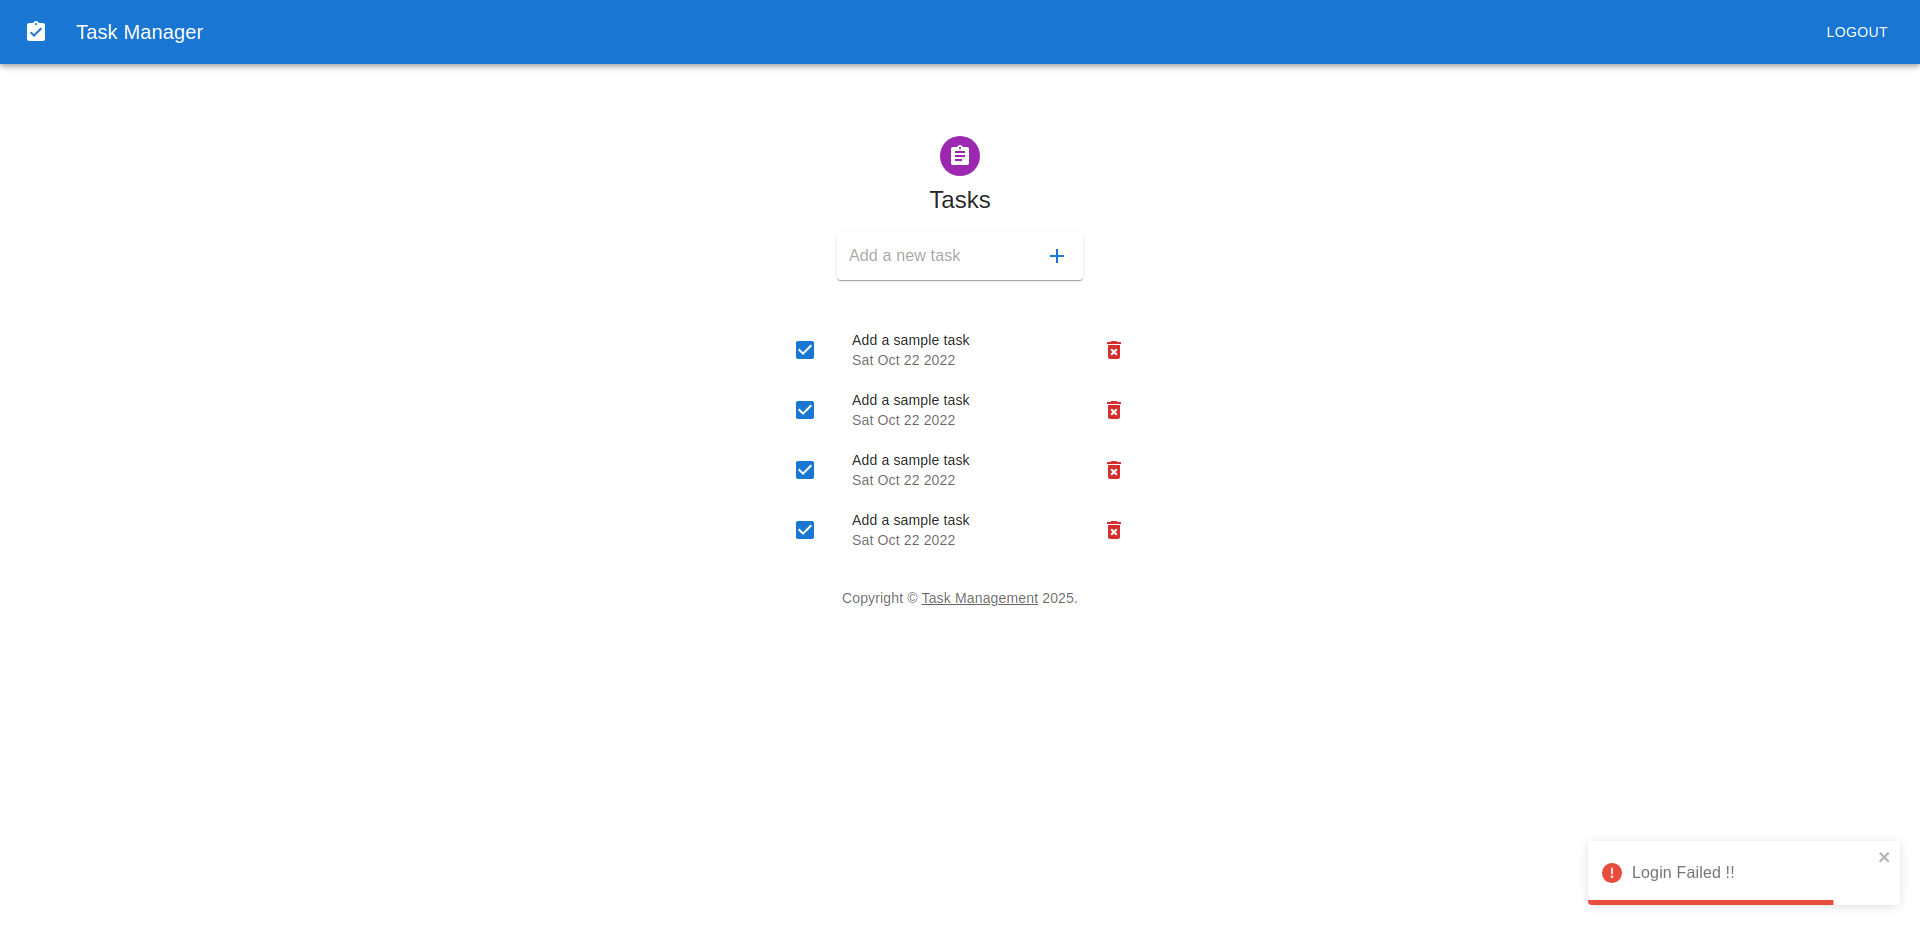 Task Manager
LOGOUT
Tasks
Add a new task
Add a sample task
Sat Oct 22 2022
Add a sample task
Sat Oct 22 2022
Add a sample task
Sat Oct 22 2022
Add a sample task
Sat Oct 22 2022
Copyright © Task Management 2025.
Login Failed !!